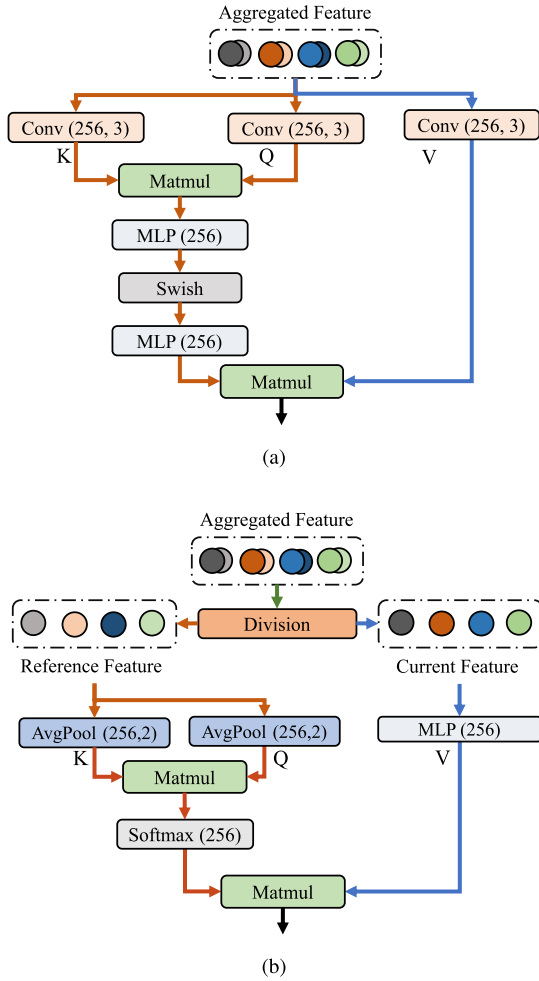 Aggregated Feature
Conv (256, 3)
Conv (256, 3)
Conv (256, 3)
K
Q
V
Matmul
MLP (256)
Swish
MLP (256)
Matmul
(a)
Aggregated Feature
Division
Reference Feature
Current Feature
AvgPool (256,2)
AvgPool (256,2)
MLP (256)
K
Q
V
Matmul
Softmax (256)
Matmul
(b)